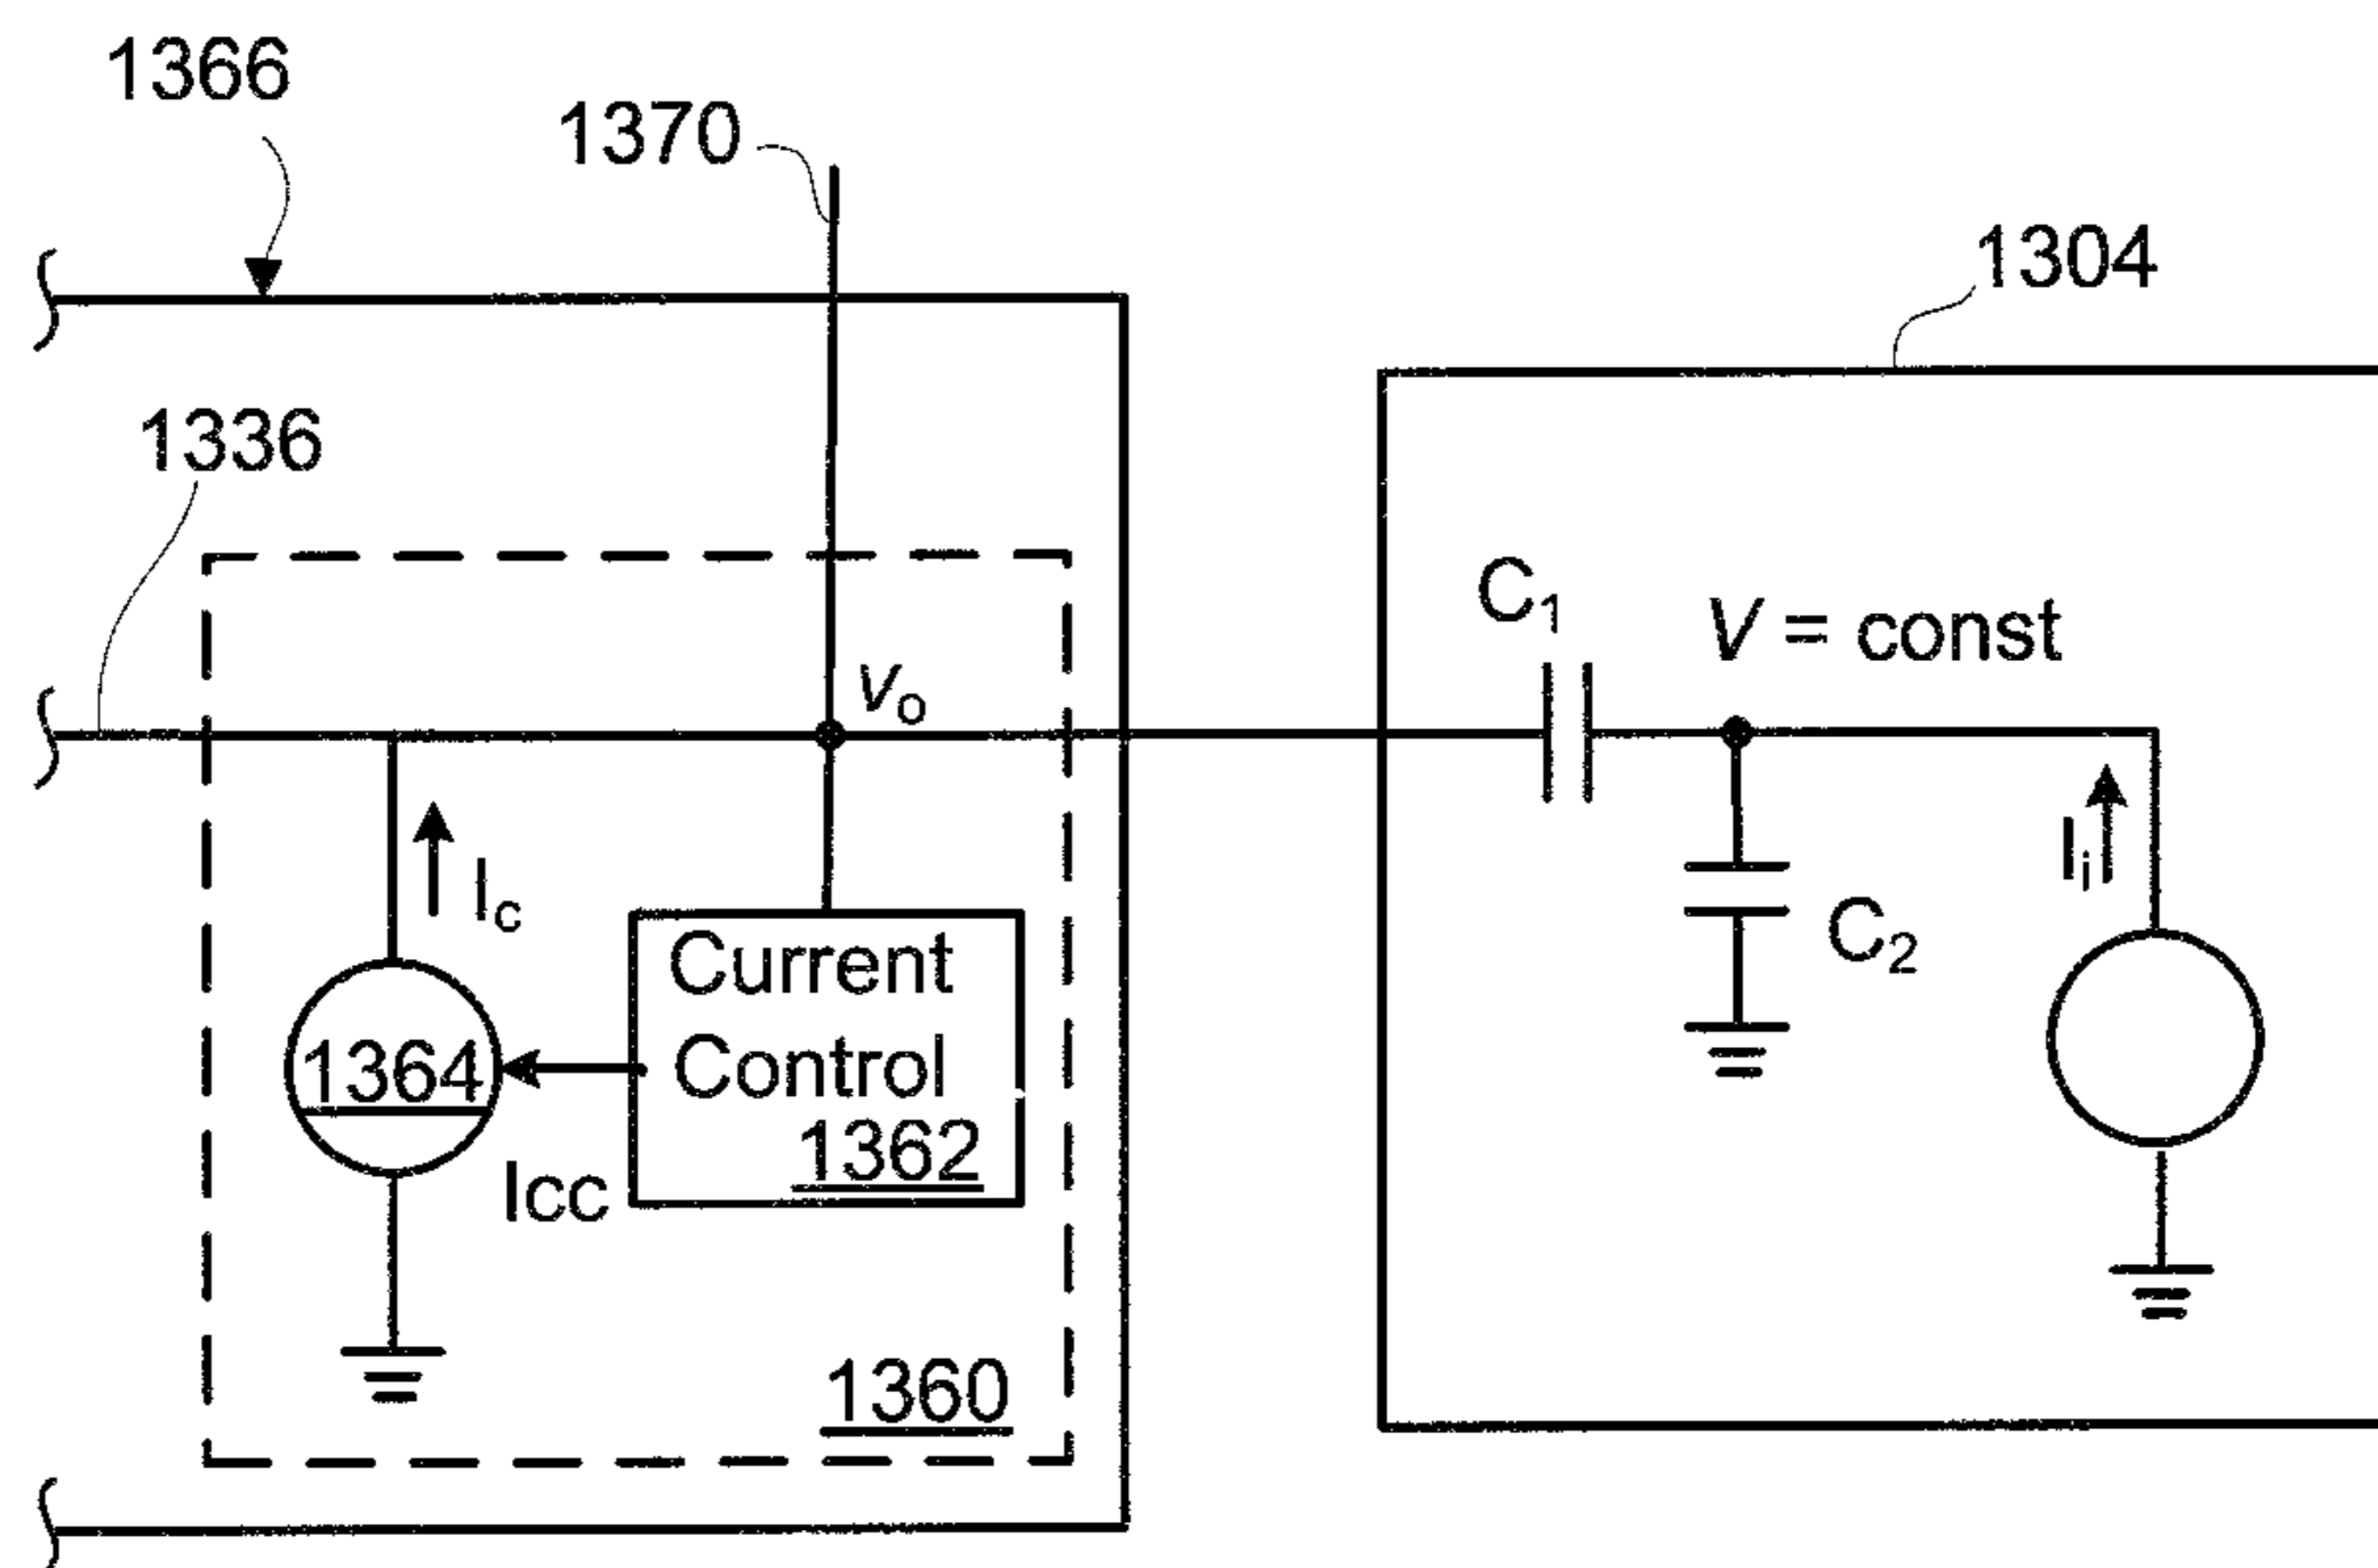 1366
1370
1304
1336
C1
V = const
vo
Ic
Ii
C2
Current
Control
1362
1364
Icc
1360